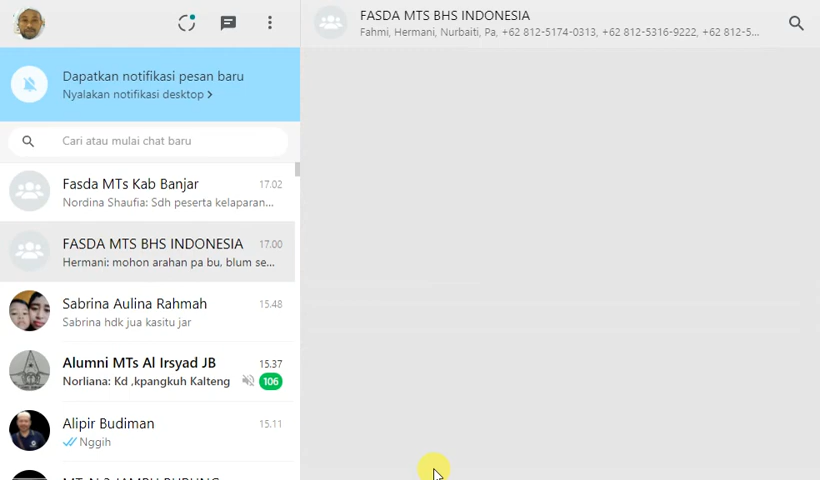 FASDA MTS BHS INDONESIA
Fahmi, Hermani, Nurbaiti, Pa, +62 812-5174-0313, +62 812-5316-9222, +62 812-5...
Dapatkan notifikasi pesan baru
Nyalakan notifikasi desktop >
Cari atau mulai chat baru
Fasda MTs Kab Banjar 17.02
Nordina Shaufia: Sdh peserta kelaparan...
FASDA MTS BHS INDONESIA 17.00
Hermani: mohon arahan pa bu, blum se...
Sabrina Aulina Rahmah 15.48
Sabrina hdk jua kasitu jar
Alumni MTs Al Irsyad JB 15.37
Norliana: Kd ,kpangkuh Kalteng 106
Alipir Budiman 15.11
Nggih